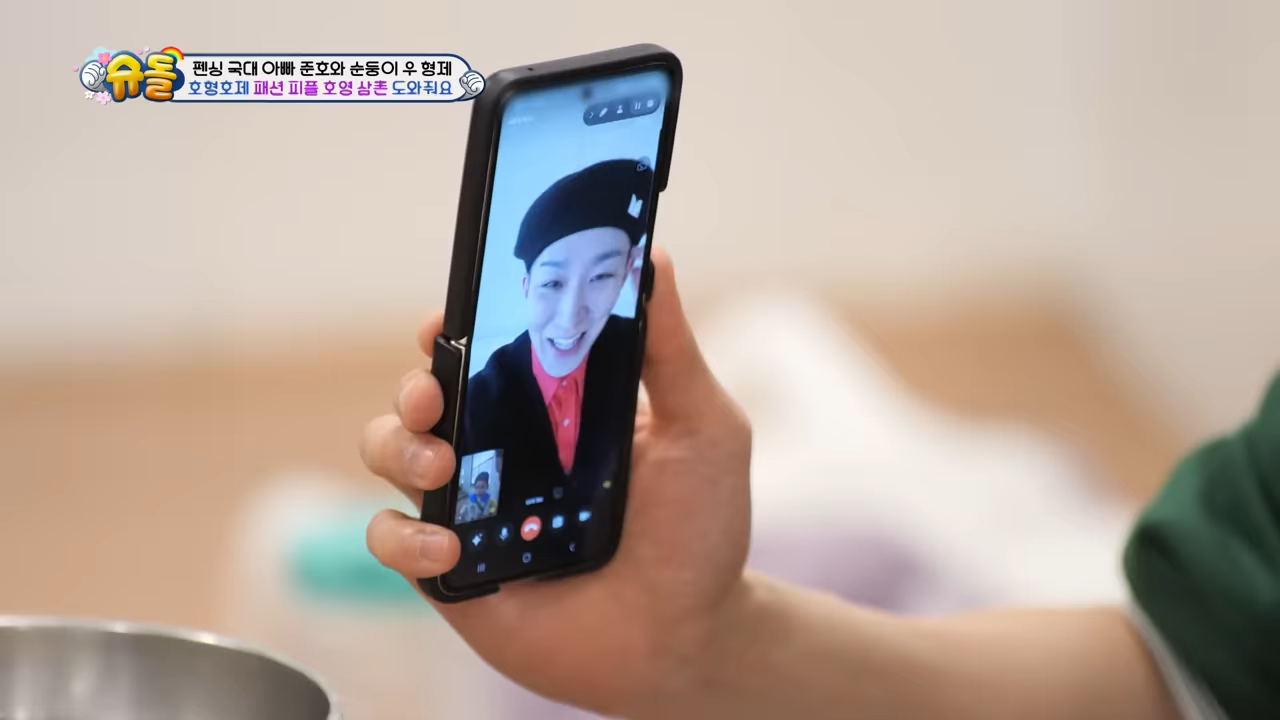 슈돌
펜싱 국대 아빠 준호와 순둥이 우 형제
호형호제 패션 피플 호영 삼촌 도와줘요